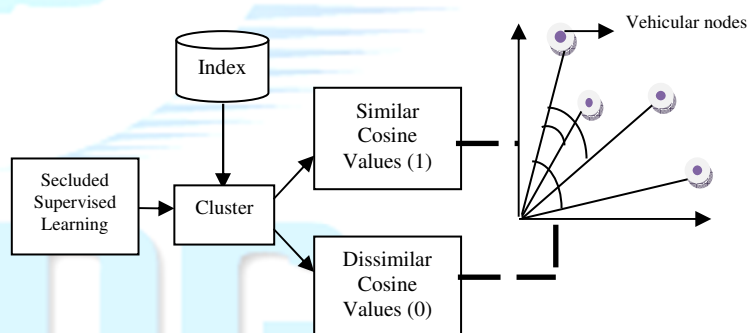 Vehicular nodes
Index
Similar
Cosine
Values (1)
Secluded
Supervised
Learning
Cluster
Dissimilar
Cosine
Values (0)